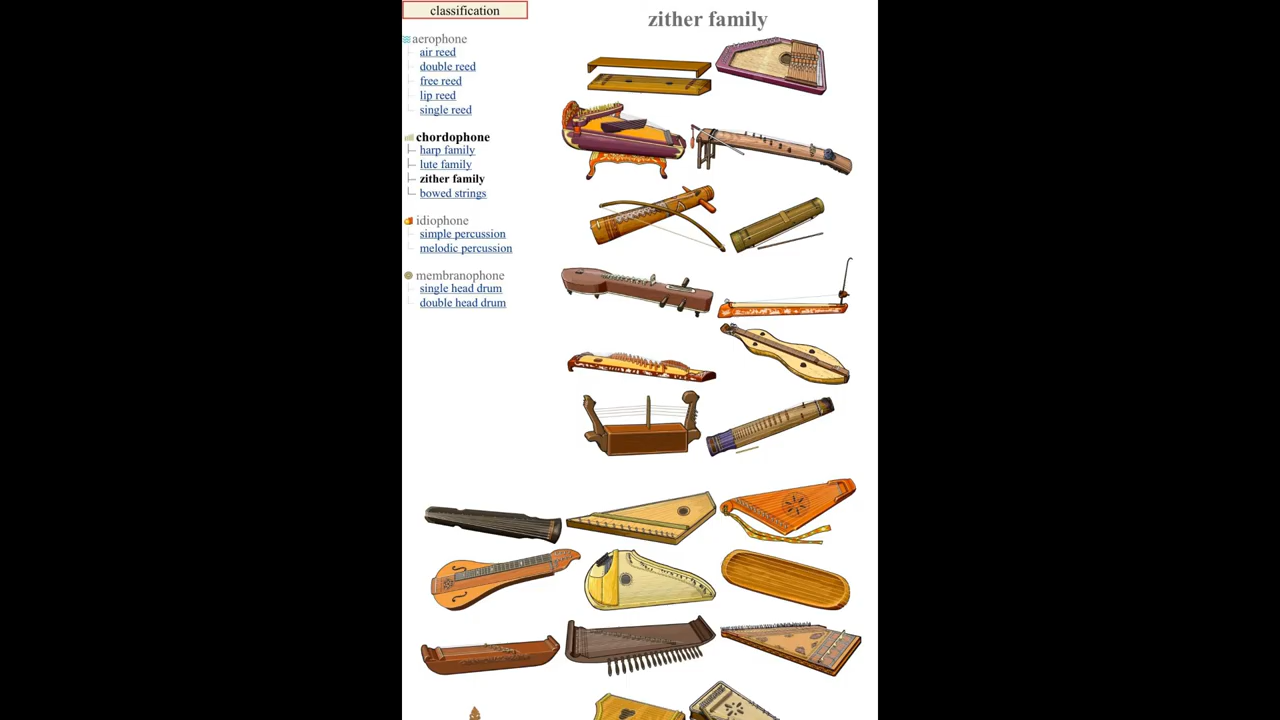 classification
zither family
aerophone
air reed
double reed
free reed
lip reed
single reed
chordophone
harp family
lute family
zither family
bowed strings
idiophone
simple percussion
melodic percussion
membranophone
single head drum
double head drum